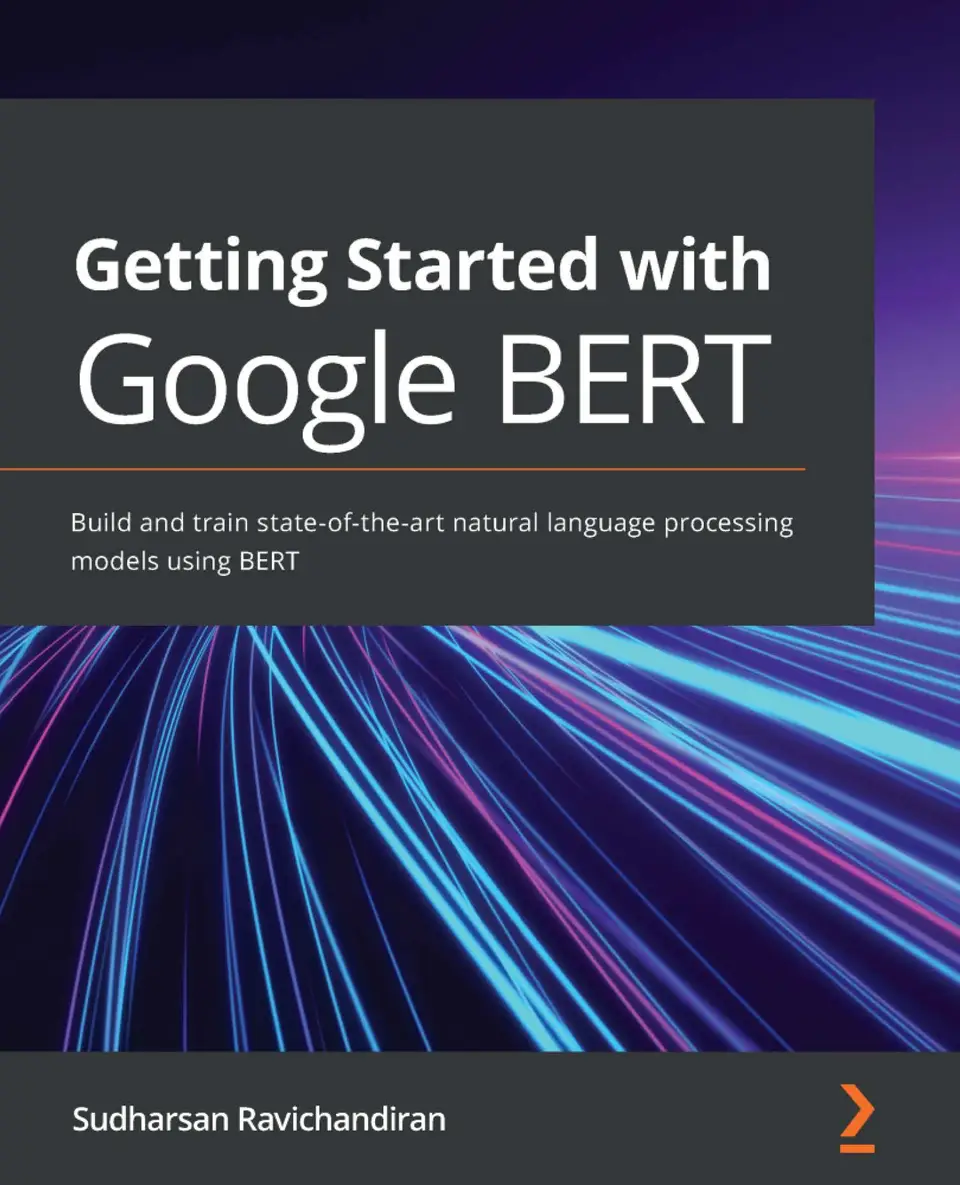 Getting Started with
Google BERT
Build and train state-of-the-art natural language processing
models using BERT
Sudharsan Ravichandiran